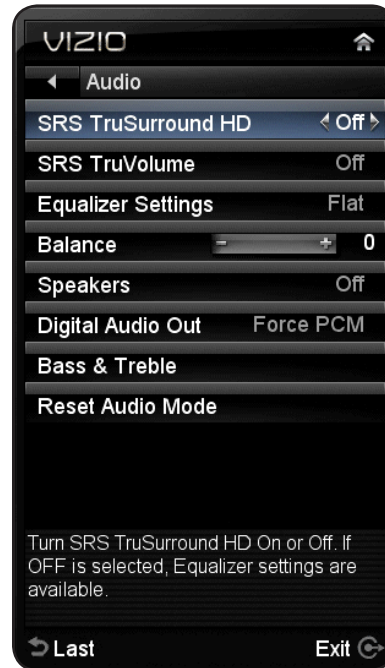 VIZIO
Audio
SRS TruSurround HD Off
SRS TruVolume Off
Equalizer Settings Flat
Balance - + 0
Speakers Off
Digital Audio Out Force PCM
Bass & Treble
Reset Audio Mode
Turn SRS TruSurround HD On or Off. If
OFF is selected, Equalizer settings are
available.
Last Exit